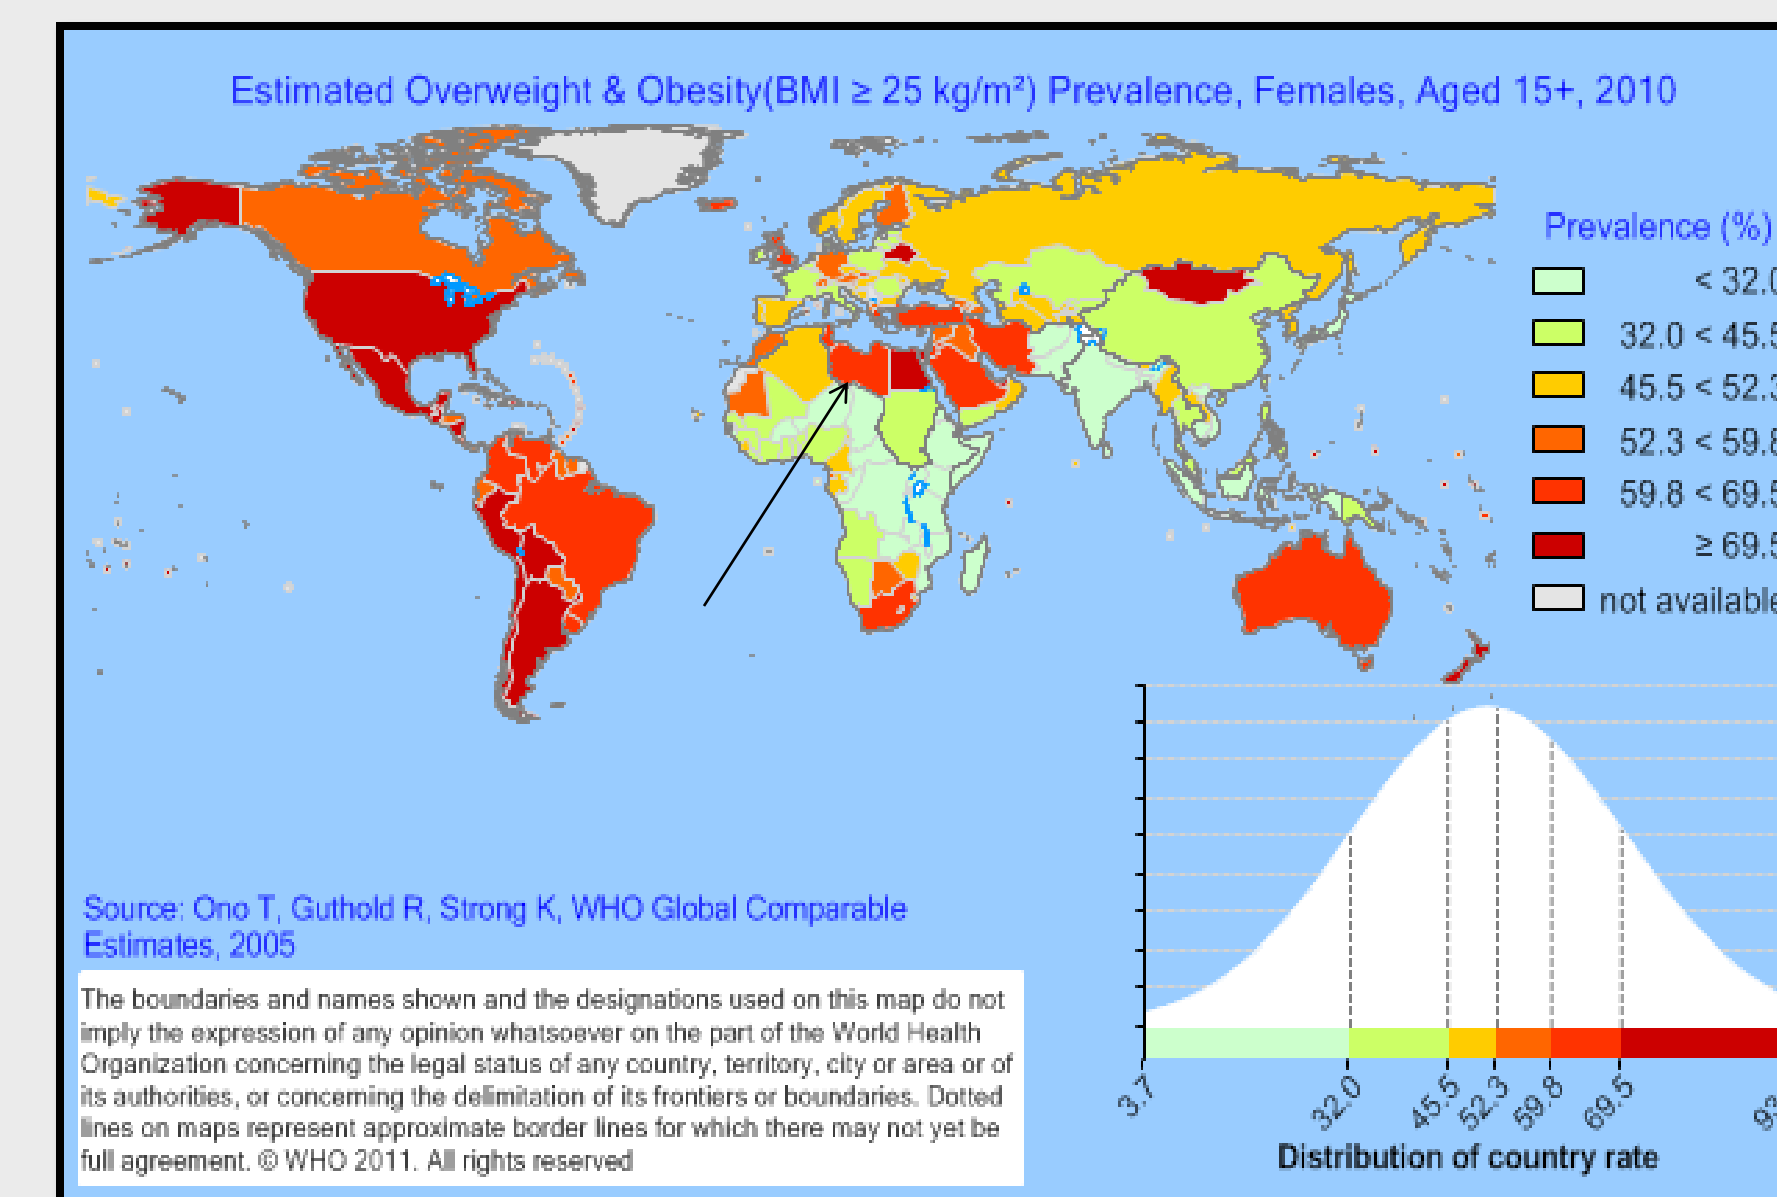 Estimated Overweight & Obesity(BMI ≥ 25 kg/m²) Prevalence, Females, Aged 15+, 2010
Prevalence (%)
< 32.0
32.0 < 45.5
45.5 < 52.3
52.3 < 59.8
59.8 < 69.5
≥ 69.5
not available
Source: Ono T, Guthold R, Strong K, WHO Global Comparable
Estimates, 2005
The boundaries and names shown and the designations used on this map do not
imply the expression of any opinion whatsoever on the part of the World Health
Organization concerning the legal status of any country, territory, city or area or of
its authorities, or concerning the delimitation of its frontiers or boundaries. Dotted
lines on maps represent approximate border lines for which there may not yet be
full agreement. © WHO 2011. All rights reserved
3.7
32.0
45.5
52.3
59.8
69.5
93
Distribution of country rate